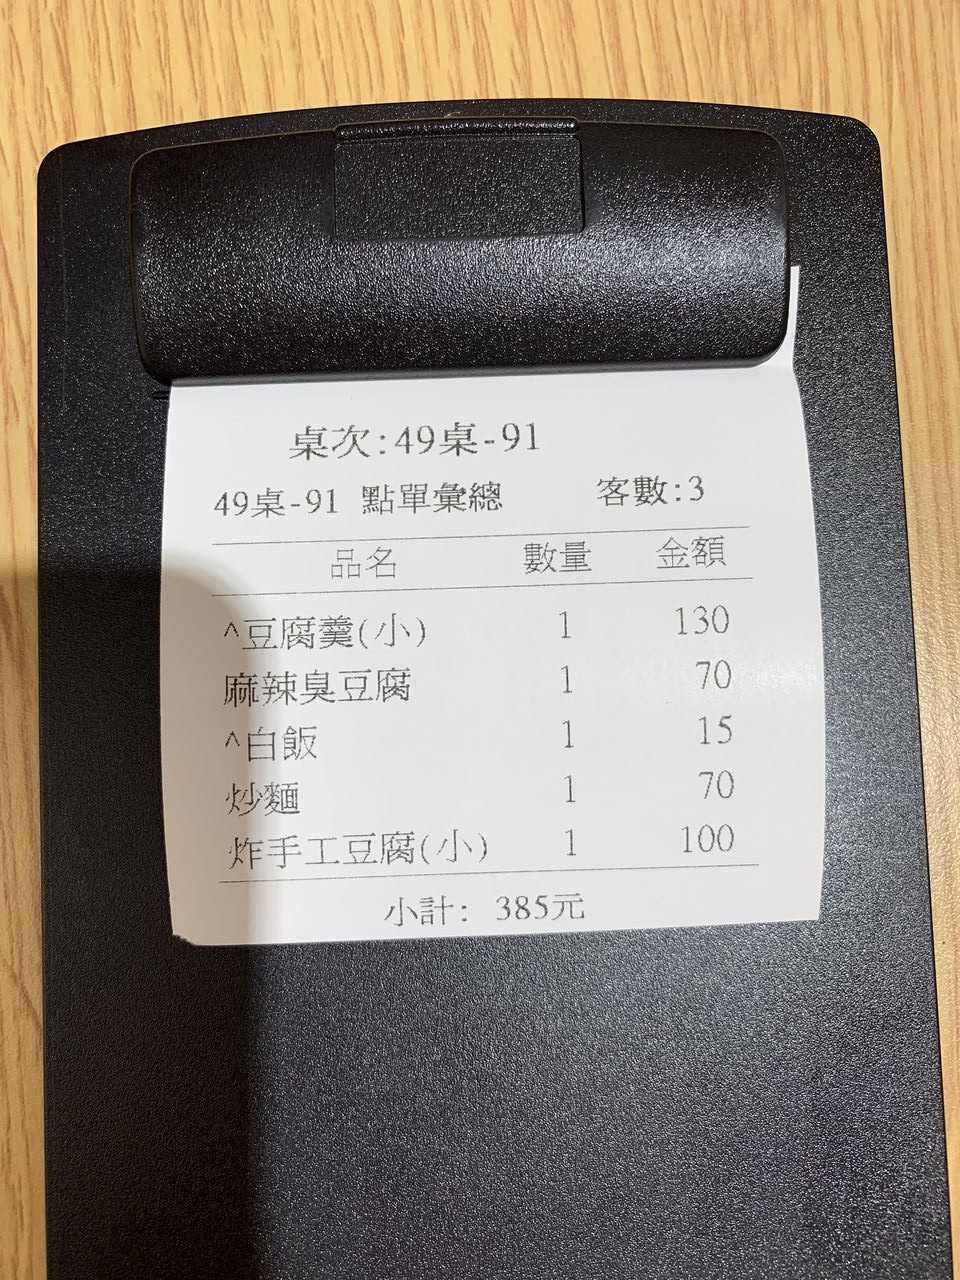 桌次:49桌-91
49桌-91 點單彙總 客數:3
品名 數量 金額
^豆腐羹(小) 1 130
麻辣臭豆腐 1 70
^白飯 1 15
炒麵 1 70
炸手工豆腐(小) 1 100
小計: 385元